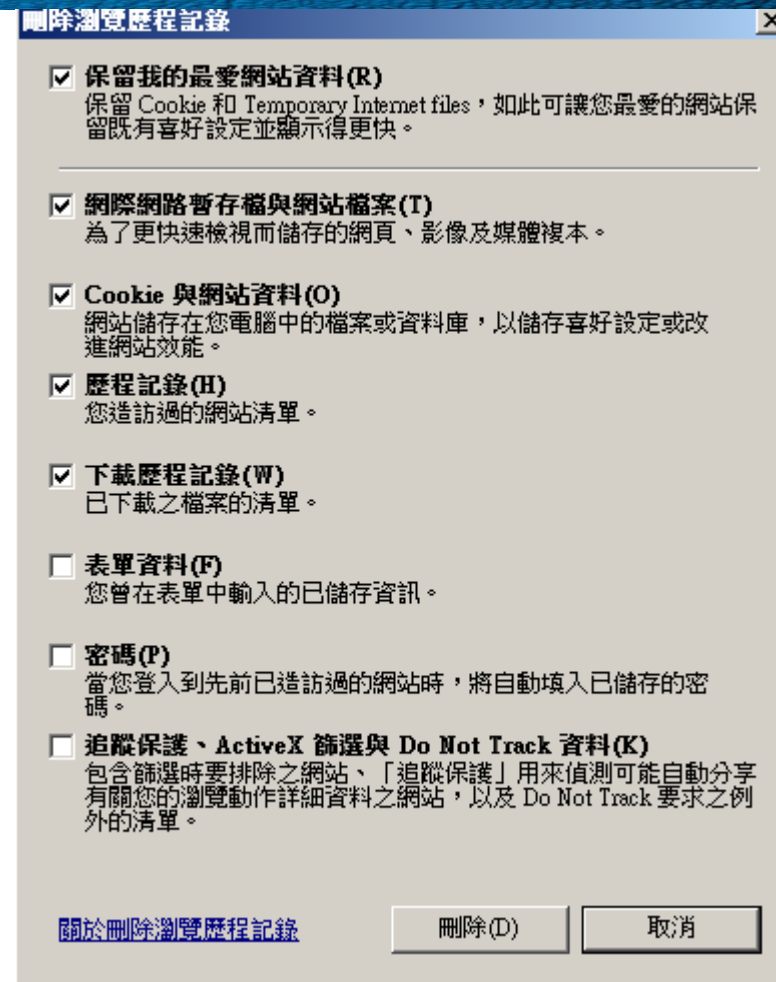 刪除瀏覽歷程記錄
保留我的最愛網站資料(R)
保留 Cookie 和 Temporary Internet files，如此可讓您最愛的網站保
留既有喜好設定並顯示得更快。
網際網路暫存檔與網站檔案(T)
為了更快速檢視而儲存的網頁、影像及媒體複本。
Cookie 與網站資料(O)
網站儲存在您電腦中的檔案或資料庫，以儲存喜好設定或改
進網站效能。
歷程記錄(H)
您造訪過的網站清單。
下載歷程記錄(W)
已下載之檔案的清單。
表單資料(F)
您曾在表單中輸入的已儲存資訊。
密碼(P)
當您登入到先前已造訪過的網站時，將自動填入已儲存的密
碼。
追蹤保護、ActiveX 篩選與 Do Not Track 資料(K)
包含篩選時要排除之網站、「追蹤保護」用來偵測可能自動分享
有關您的瀏覽動作詳細資料之網站，以及 Do Not Track 要求之例
外的清單。
關於刪除瀏覽歷程記錄
刪除(D)
取消